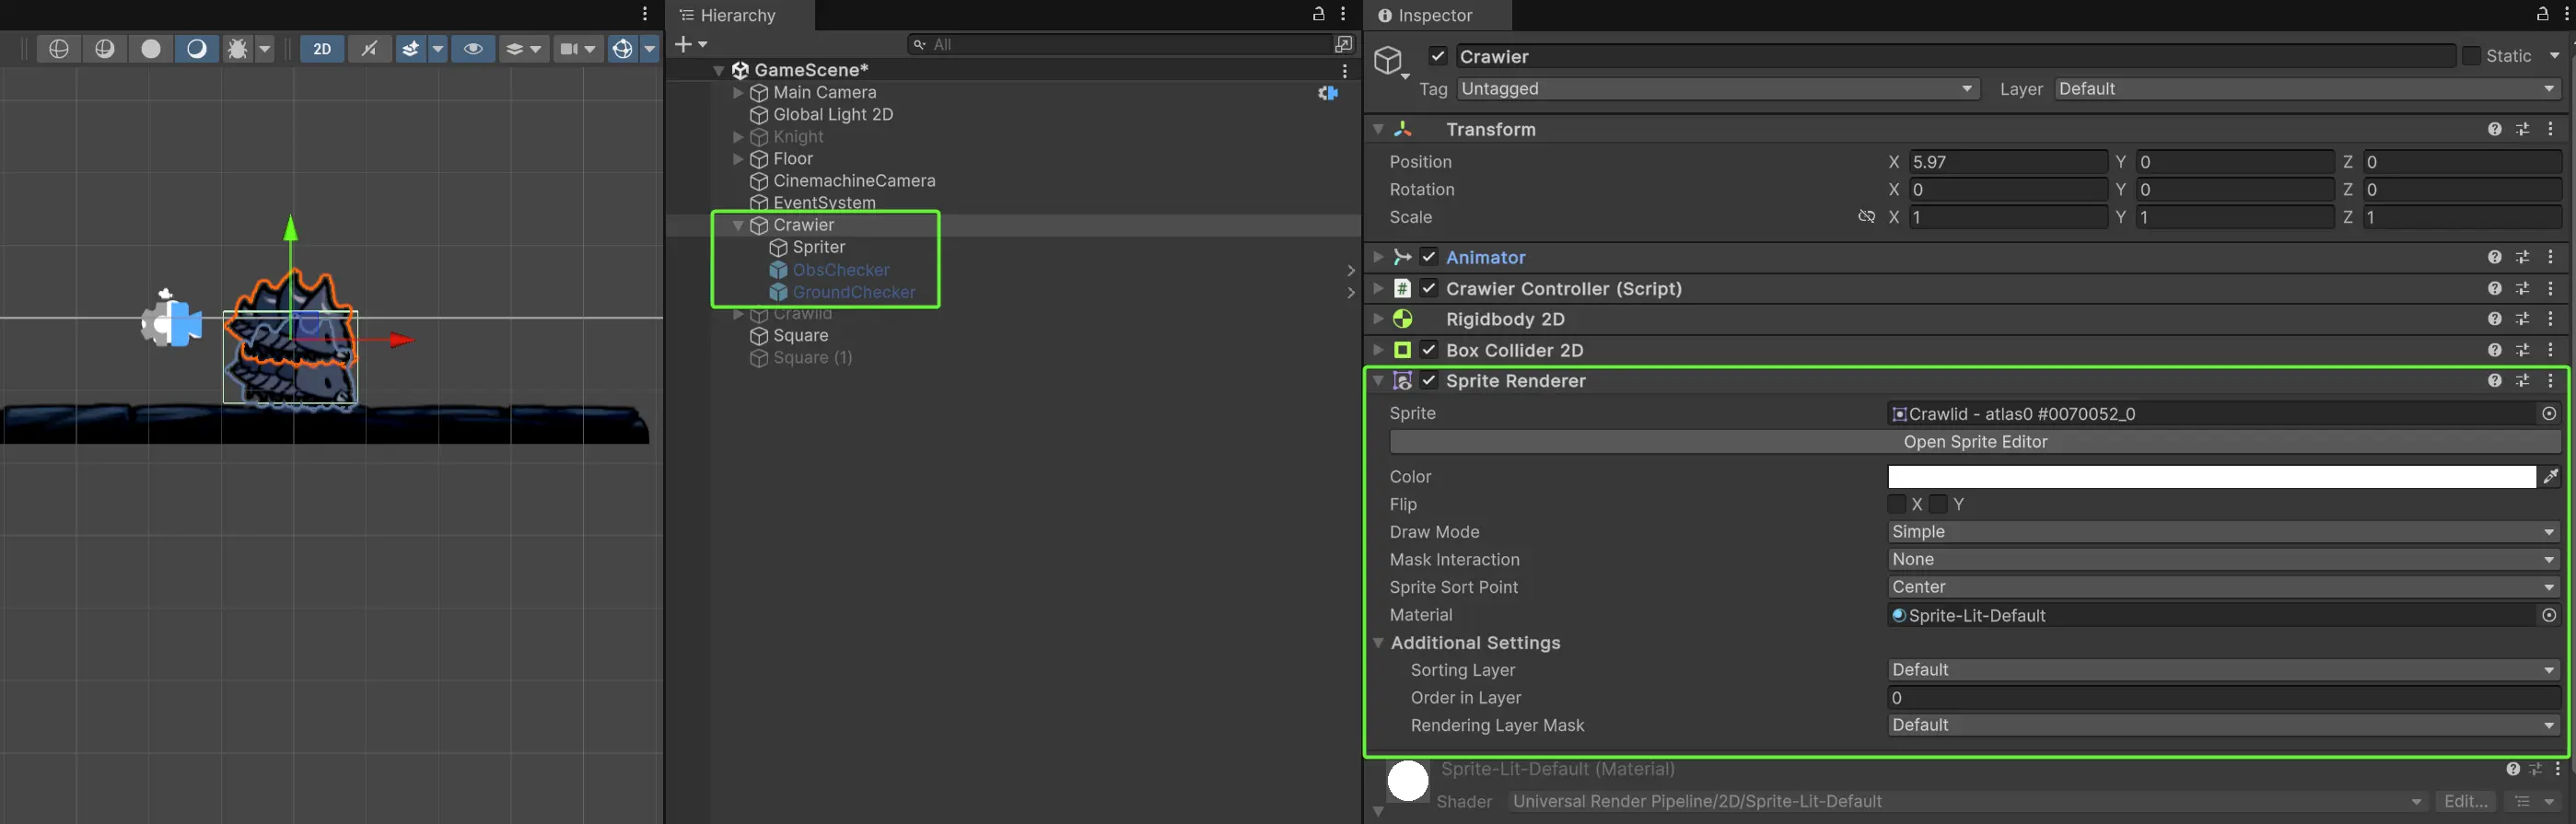 Hierarchy
Inspector
2D
All
Crawier
Static
Tag
Untagged
Layer
Default
GameScene*
Main Camera
Global Light 2D
Knight
Floor
CinemachineCamera
EventSystem
Crawier
Spriter
ObsChecker
GroundChecker
Crawlid
Square
Square (1)
Transform
Position X 5.97 Y 0 Z 0
Rotation X 0 Y 0 Z 0
Scale X 1 Y 1 Z 1
Animator
# Crawier Controller (Script)
Rigidbody 2D
Box Collider 2D
Sprite Renderer
Sprite Crawlid - atlas0 #0070052_0
Open Sprite Editor
Color
Flip X Y
Draw Mode Simple
Mask Interaction None
Sprite Sort Point Center
Material Sprite-Lit-Default
Additional Settings
Sorting Layer Default
Order in Layer 0
Rendering Layer Mask Default
Sprite-Lit-Default (Material)
Shader Universal Render Pipeline/2D/Sprite-Lit-Default Edit...